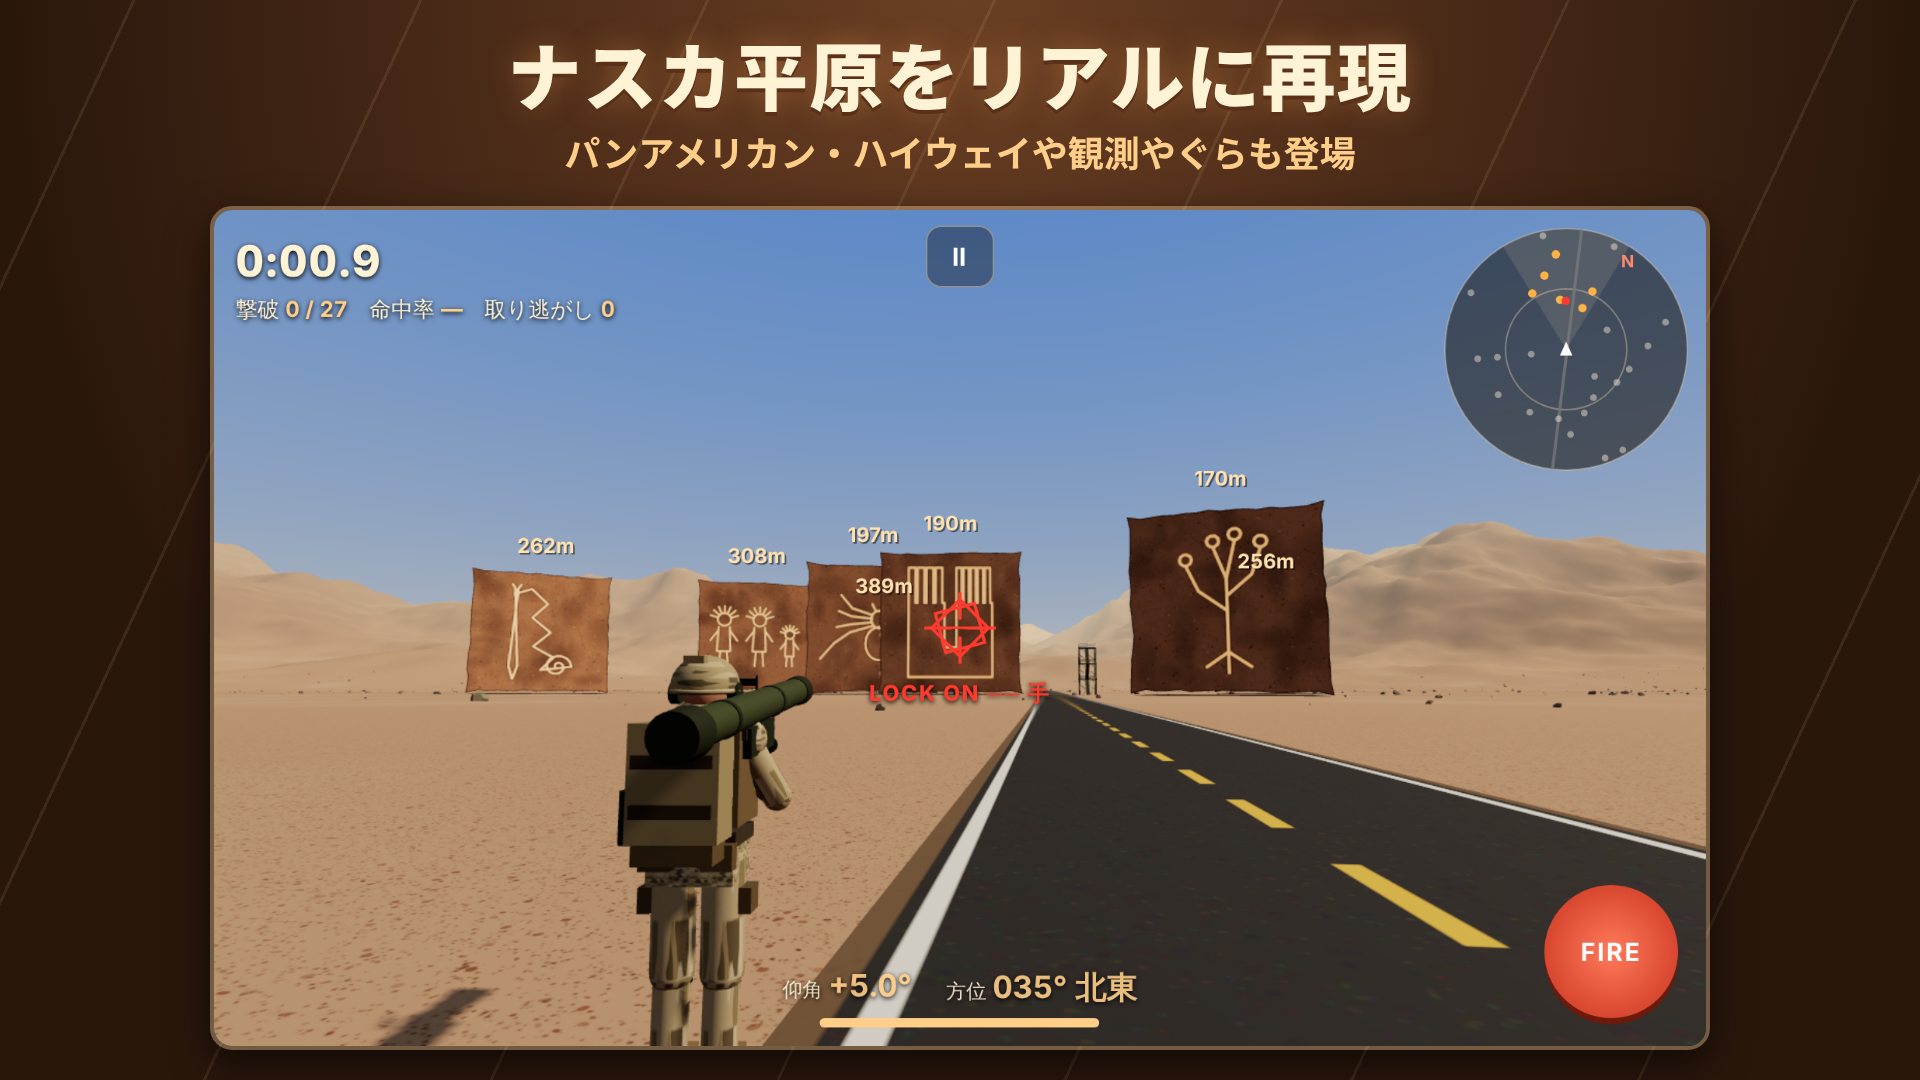 ナスカ平原をリアルに再現
パンアメリカン・ハイウェイや観測やぐらも登場
0:00.9
撃破 0 / 27 命中率 — 取り逃がし 0
N
170m
190m
197m
262m
308m
256m
389m
LOCK ON —— 手
FIRE
仰角 +5.0° 方位 035° 北東